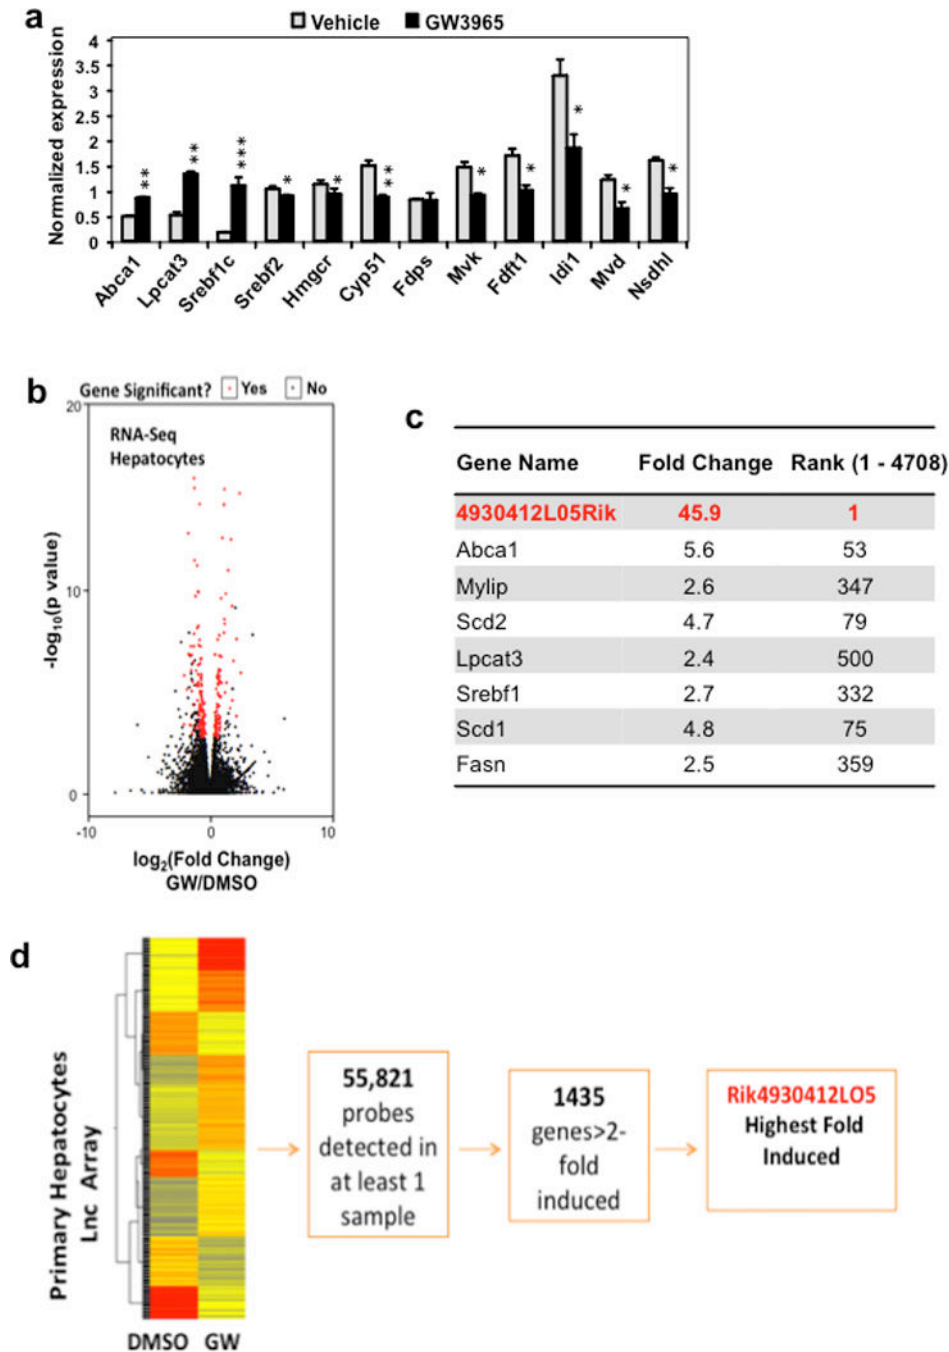 a
Vehicle GW3965
Normalized expression
4
3.5
3
2.5
2
1.5
1
0.5
0
** ** *** * * ** * * * * *
Abca1 Lpcat3 Srebf1c Srebf2 Hmgcr Cyp51 Fdps Mvk Fdft1 Idi1 Mvd Nsdhl
b
Gene Significant? Yes No
RNA-Seq
Hepatocytes
-log10(p value)
20
10
0
-10 0 10
log2(Fold Change)
GW/DMSO
c
Gene Name Fold Change Rank (1 - 4708)
4930412L05Rik 45.9 1
Abca1 5.6 53
Mylip 2.6 347
Scd2 4.7 79
Lpcat3 2.4 500
Srebf1 2.7 332
Scd1 4.8 75
Fasn 2.5 359
d
Primary Hepatocytes
Lnc Array
DMSO GW
55,821
probes
detected in
at least 1
sample
1435
genes>2-
fold
induced
Rik4930412LO5
Highest Fold
Induced